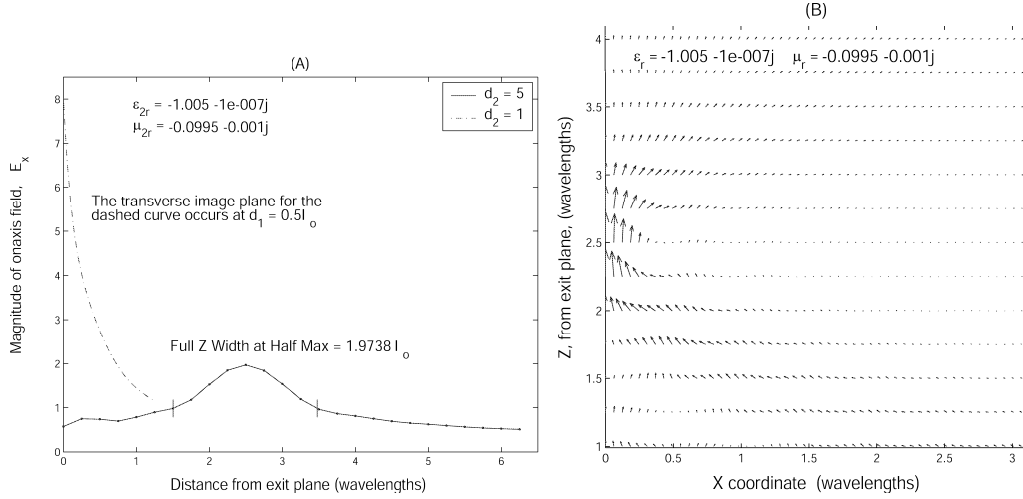 (A)
ε2r = -1.005 -1e-007j
μ2r = -0.0995 -0.001j
d2 = 5
d2 = 1
The transverse image plane for the
dashed curve occurs at d1 = 0.5l o
Full Z Width at Half Max = 1.9738 l o
Magnitude of onaxis field, Ex
8
7
6
5
4
3
2
1
0
0 1 2 3 4 5 6
Distance from exit plane (wavelengths)
(B)
εr = -1.005 -1e-007j μr = -0.0995 -0.001j
Z, from exit plane, (wavelengths)
4
3.5
3
2.5
2
1.5
1
0 0.5 1 1.5 2 2.5 3
X coordinate (wavelengths)